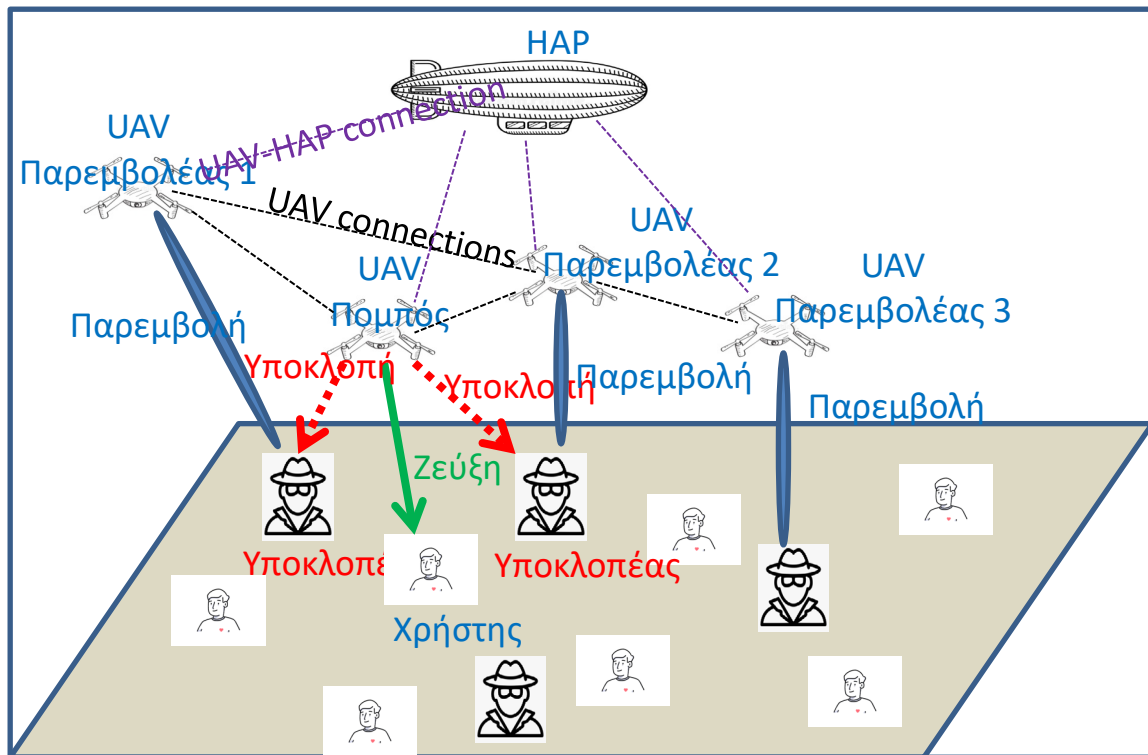 HAP
UAV
Παρεμβολέας 1
UAV-HAP connection
UAV connections
UAV
Παρεμβολέας 2
UAV
Πομπός
UAV
Παρεμβολέας 3
Παρεμβολή
Υποκλοπή
Υποκλοπή
Παρεμβολή
Παρεμβολή
Ζεύξη
Υποκλοπέας
Χρήστης